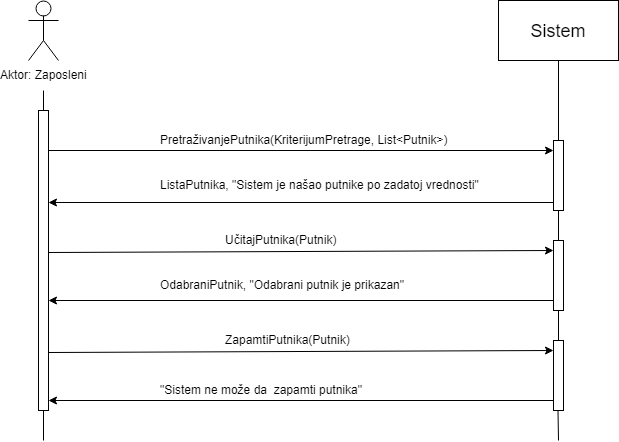 Sistem
Aktor: Zaposleni
PretraživanjePutnika(KriterijumPretrage, List<Putnik>)
ListaPutnika, "Sistem je našao putnike po zadatoj vrednosti"
UčitajPutnika(Putnik)
OdabraniPutnik, "Odabrani putnik je prikazan"
ZapamtiPutnika(Putnik)
"Sistem ne može da  zapamti putnika"